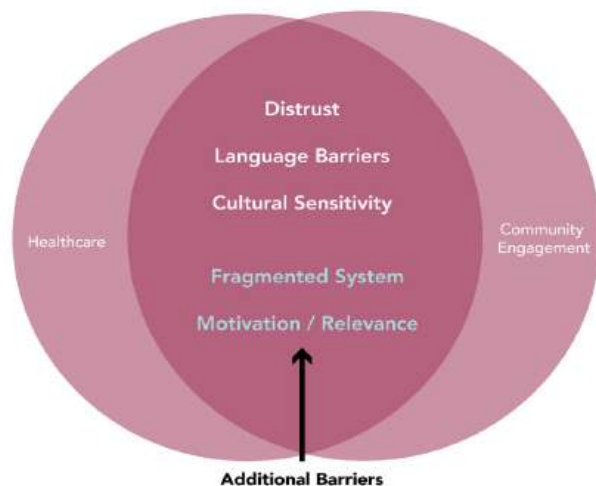 Distrust
Language Barriers
Cultural Sensitivity
Healthcare
Community
Engagement
Fragmented System
Motivation / Relevance
Additional Barriers